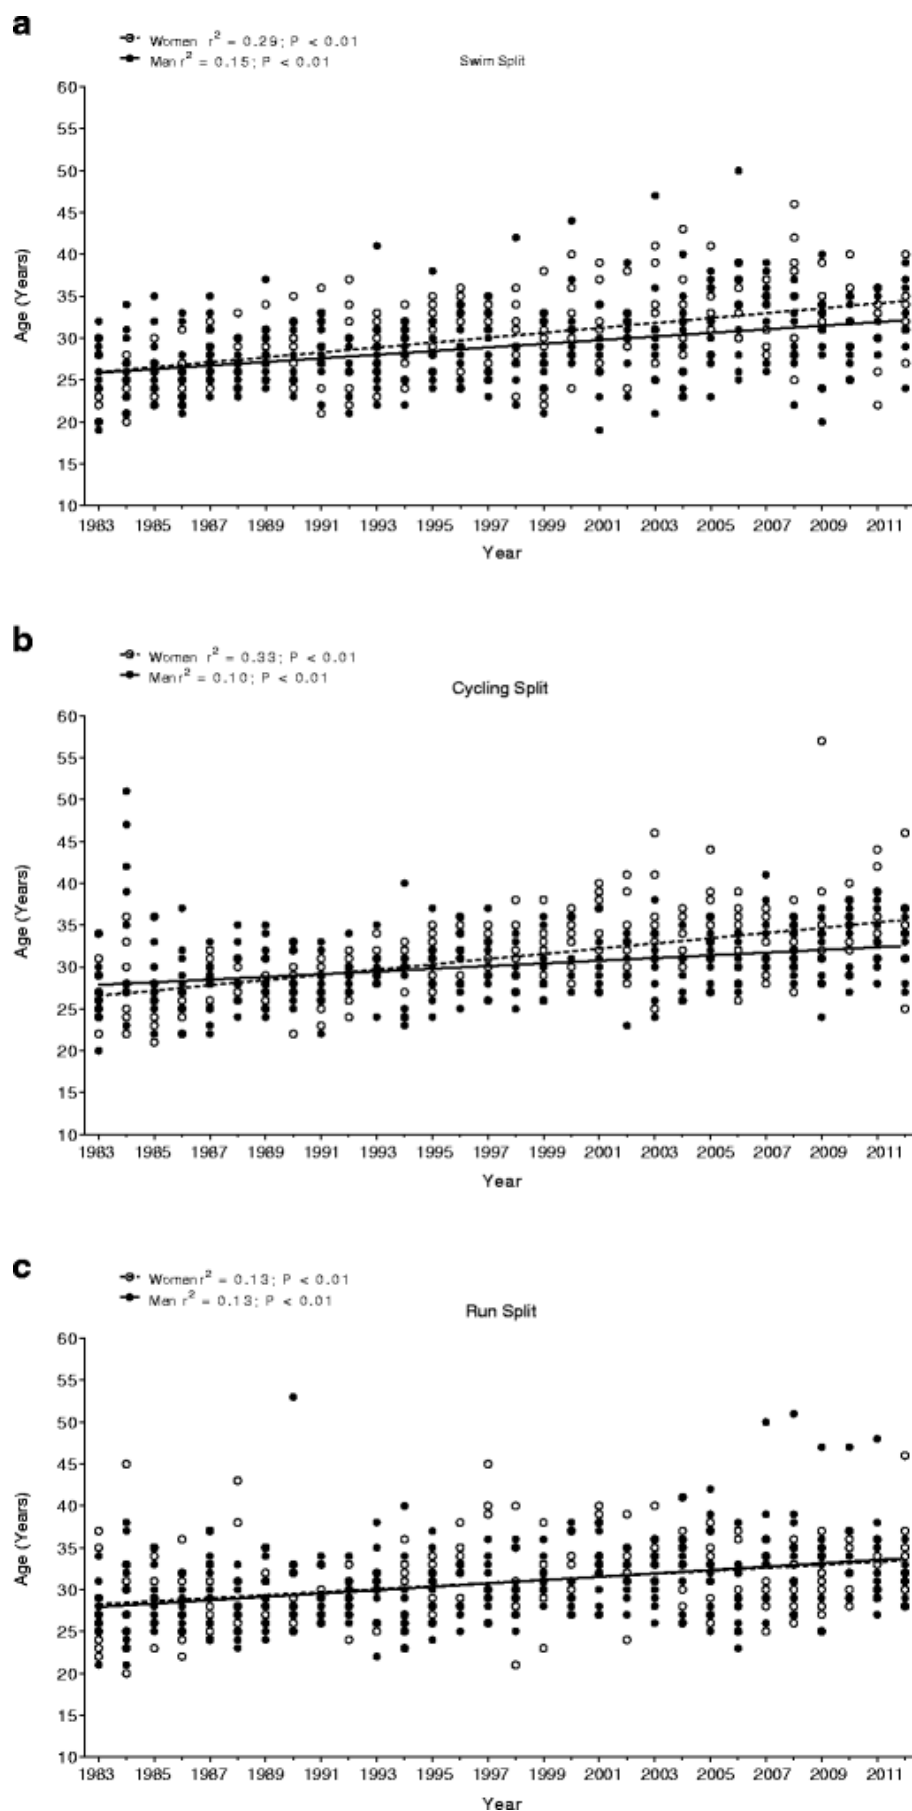 a
Women r² = 0.29; P < 0.01
Men r² = 0.15; P < 0.01
Swim Split
60
55
50
45
40
35
30
25
20
15
10
Age (Years)
1983 1985 1987 1989 1991 1993 1995 1997 1999 2001 2003 2005 2007 2009 2011
Year
b
Women r² = 0.33; P < 0.01
Men r² = 0.10; P < 0.01
Cycling Split
60
55
50
45
40
35
30
25
20
15
10
Age (Years)
1983 1985 1987 1989 1991 1993 1995 1997 1999 2001 2003 2005 2007 2009 2011
Year
c
Women r² = 0.13; P < 0.01
Men r² = 0.13; P < 0.01
Run Split
60
55
50
45
40
35
30
25
20
15
10
Age (Years)
1983 1985 1987 1989 1991 1993 1995 1997 1999 2001 2003 2005 2007 2009 2011
Year